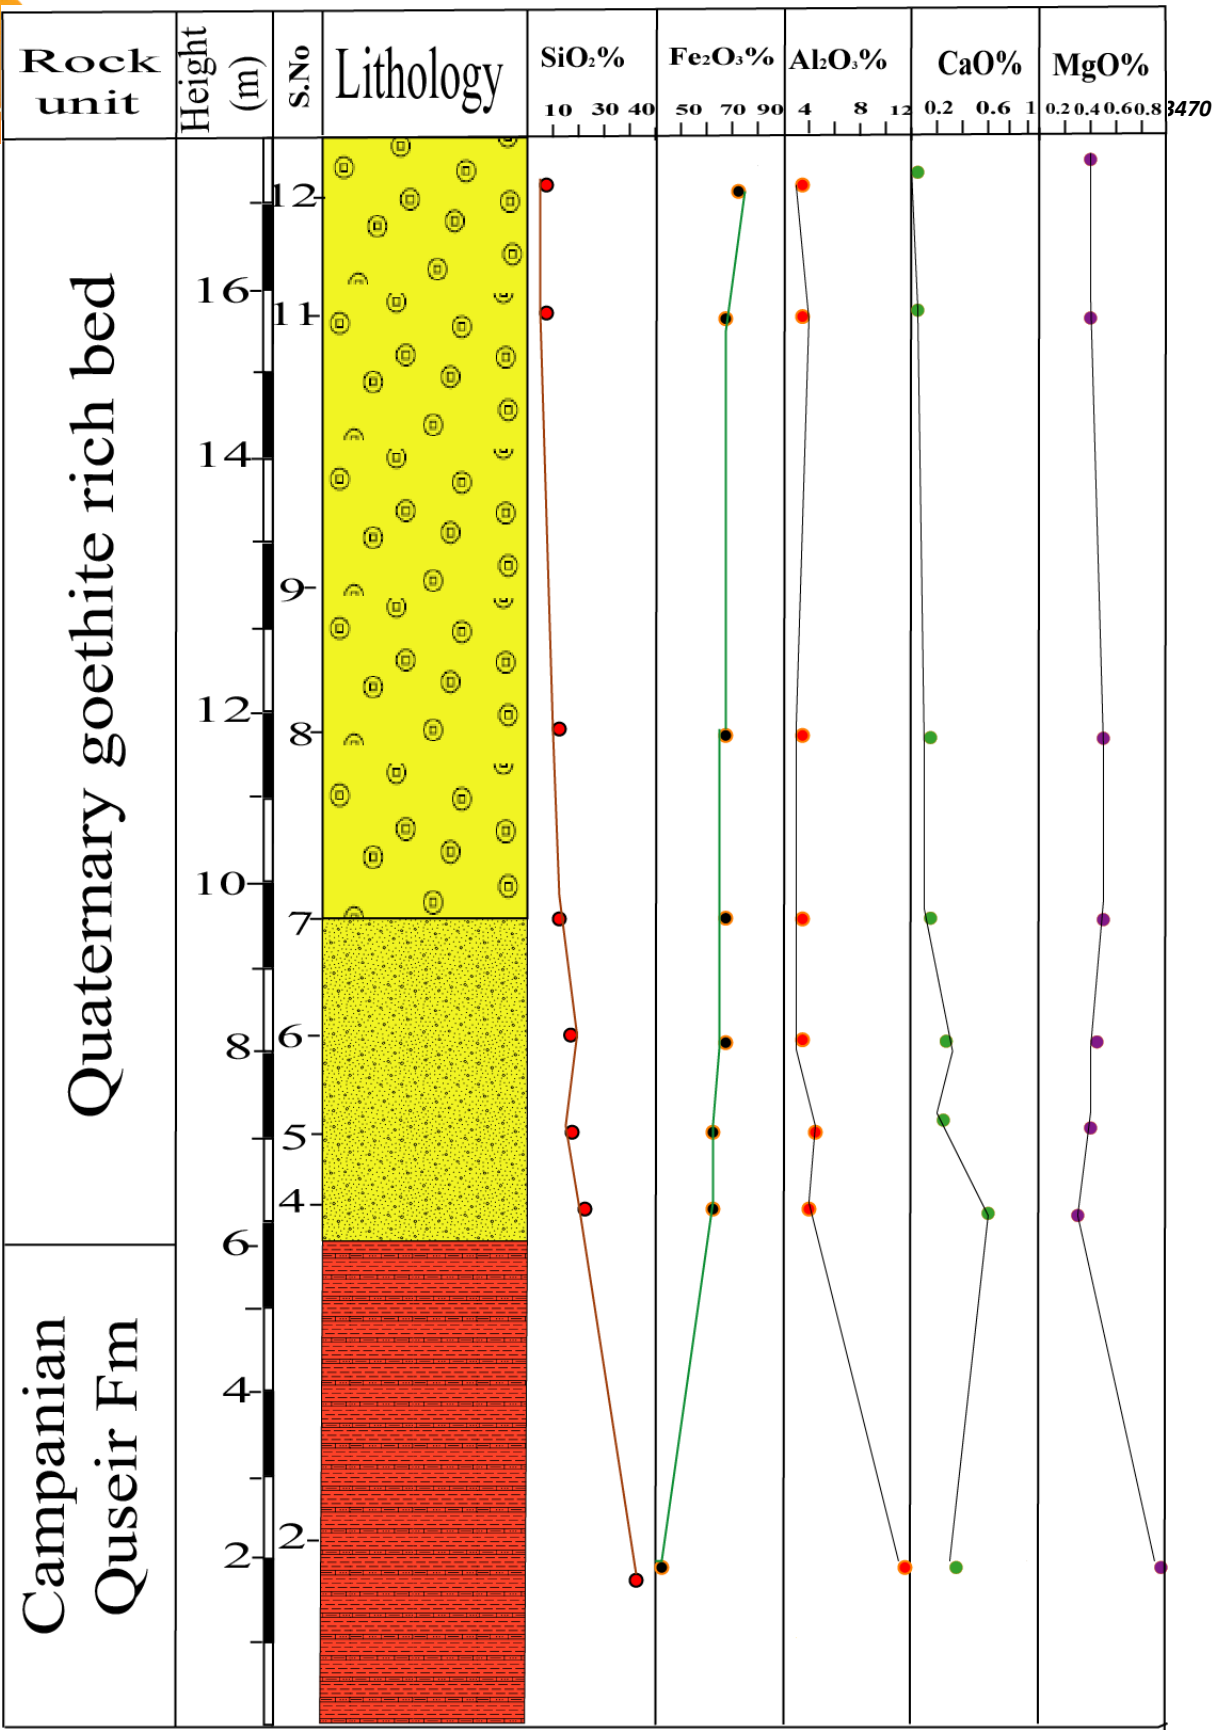 Rock
unit
Height
(m)
S.No
Lithology
SiO₂%
10 30 40
Fe₂O₃%
50 70 90
Al₂O₃%
4 8 12
CaO%
0.2 0.6 1
MgO%
0.2 0.4 0.6 0.8
3470
Quaternary goethite rich bed
Campanian
Quseir Fm
16
14
12
10
8
6
4
2
12
11
9
8
7
6
5
4
2